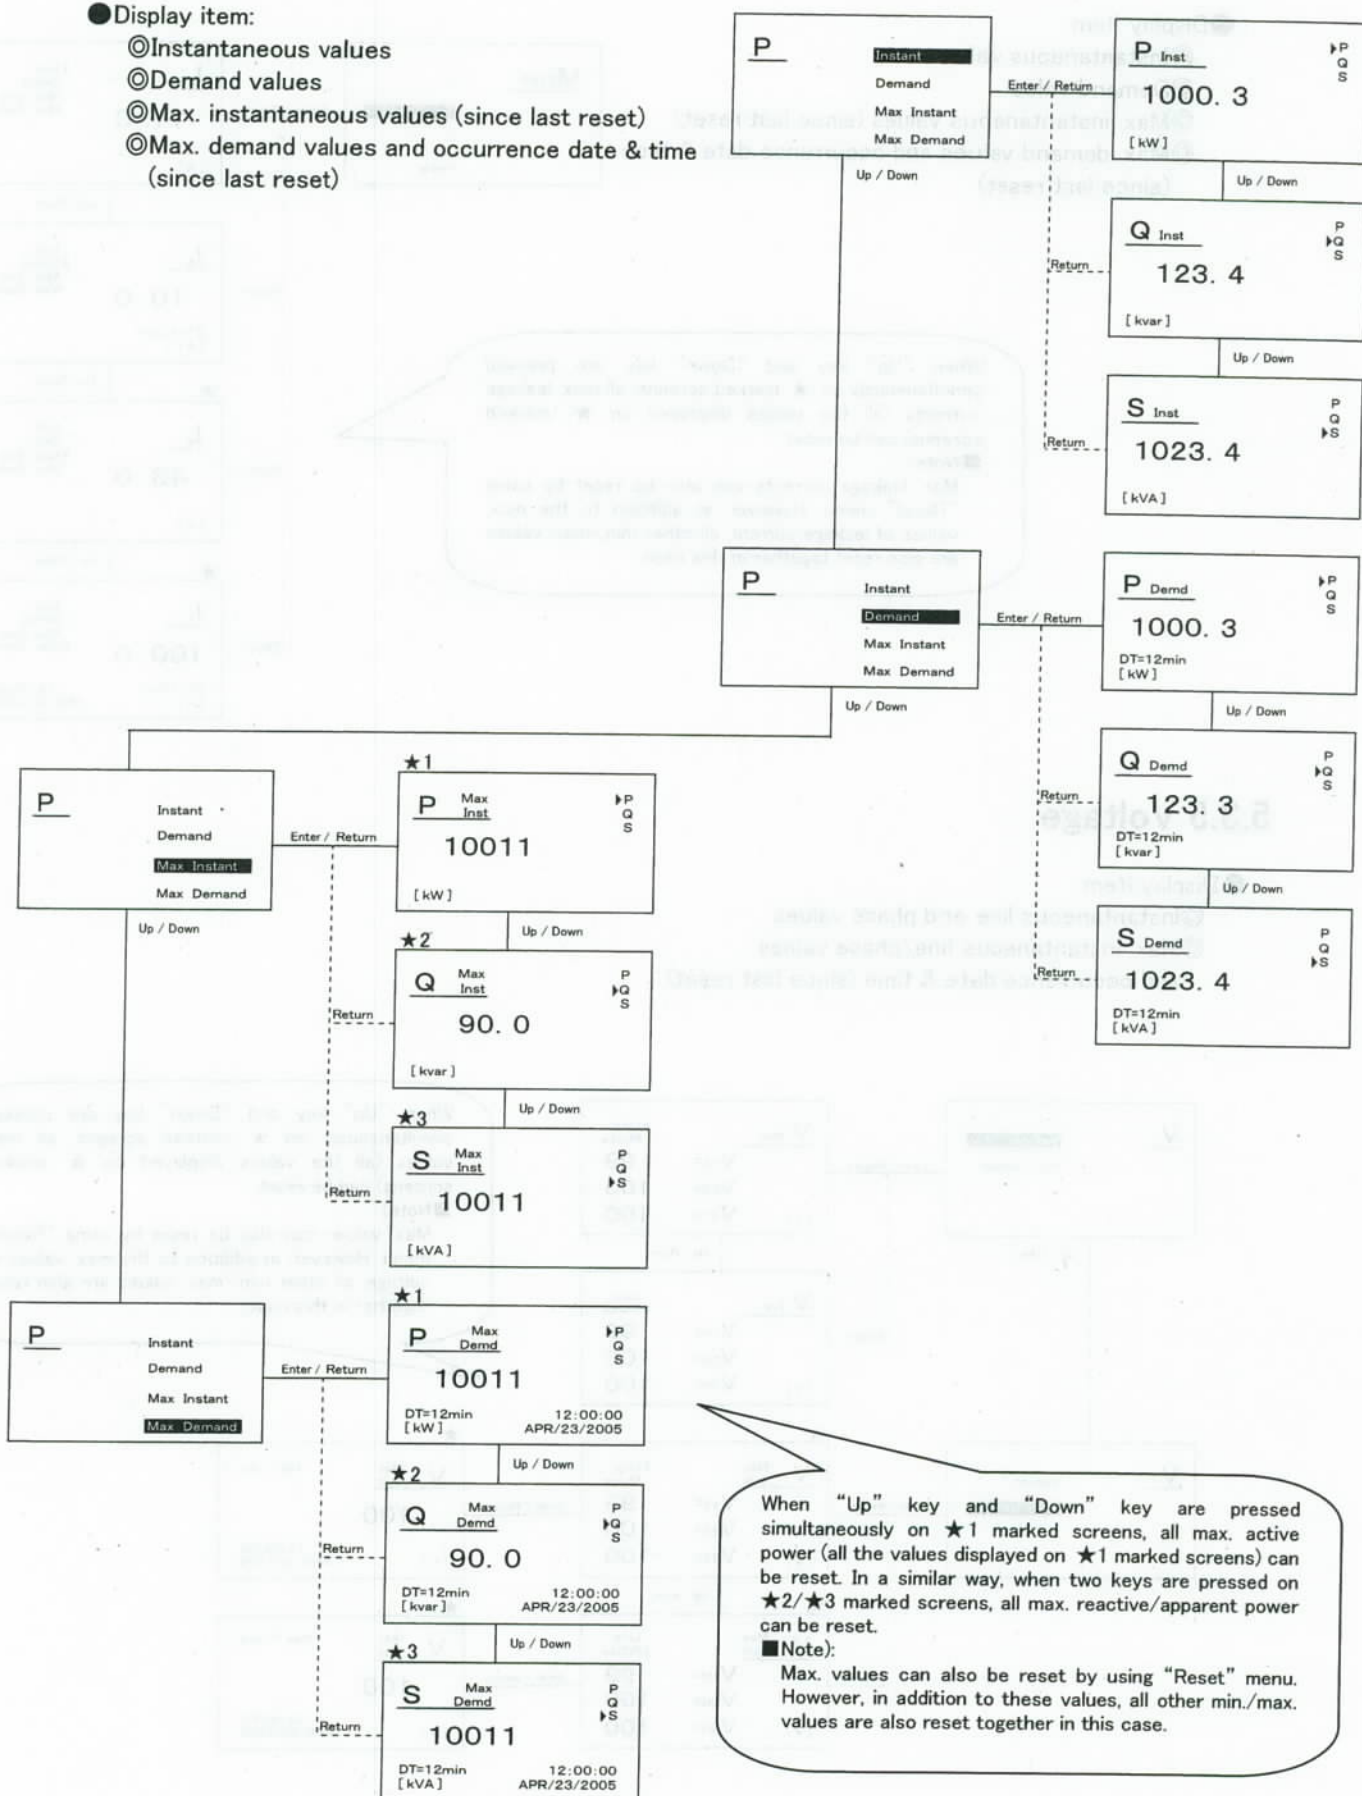 ●Display item:
◎Instantaneous values
◎Demand values
◎Max. instantaneous values (since last reset)
◎Max. demand values and occurrence date & time
(since last reset)
P
Instant
Demand
Max Instant
Max Demand
Enter / Return
Up / Down
P Inst
▶P
Q
S
1000. 3
[ kW ]
Up / Down
Return
Q Inst
P
▶Q
S
123. 4
[ kvar ]
Up / Down
Return
S Inst
P
Q
▶S
1023. 4
[ kVA ]
P
Instant
Demand
Max Instant
Max Demand
Enter / Return
Up / Down
P Demd
▶P
Q
S
1000. 3
DT=12min
[ kW ]
Up / Down
Return
Q Demd
P
▶Q
S
123. 3
DT=12min
[ kvar ]
Up / Down
Return
S Demd
P
Q
▶S
1023. 4
DT=12min
[ kVA ]
P
Instant
Demand
Max Instant
Max Demand
Enter / Return
Up / Down
★1
P Max
Inst
▶P
Q
S
10011
[ kW ]
Up / Down
★2
Return
Q Max
Inst
P
▶Q
S
90. 0
[ kvar ]
Up / Down
★3
Return
S Max
Inst
P
Q
▶S
10011
[ kVA ]
P
Instant
Demand
Max Instant
Max Demand
Enter / Return
★1
P Max
Demd
▶P
Q
S
10011
DT=12min 12:00:00
[ kW ] APR/23/2005
Up / Down
★2
Return
Q Max
Demd
P
▶Q
S
90. 0
DT=12min 12:00:00
[ kvar ] APR/23/2005
Up / Down
★3
Return
S Max
Demd
P
Q
▶S
10011
DT=12min 12:00:00
[ kVA ] APR/23/2005
When “Up” key and “Down” key are pressed
simultaneously on ★1 marked screens, all max. active
power (all the values displayed on ★1 marked screens) can
be reset. In a similar way, when two keys are pressed on
★2/★3 marked screens, all max. reactive/apparent power
can be reset.
■Note):
Max. values can also be reset by using “Reset” menu.
However, in addition to these values, all other min./max.
values are also reset together in this case.
5.3.5 Voltage